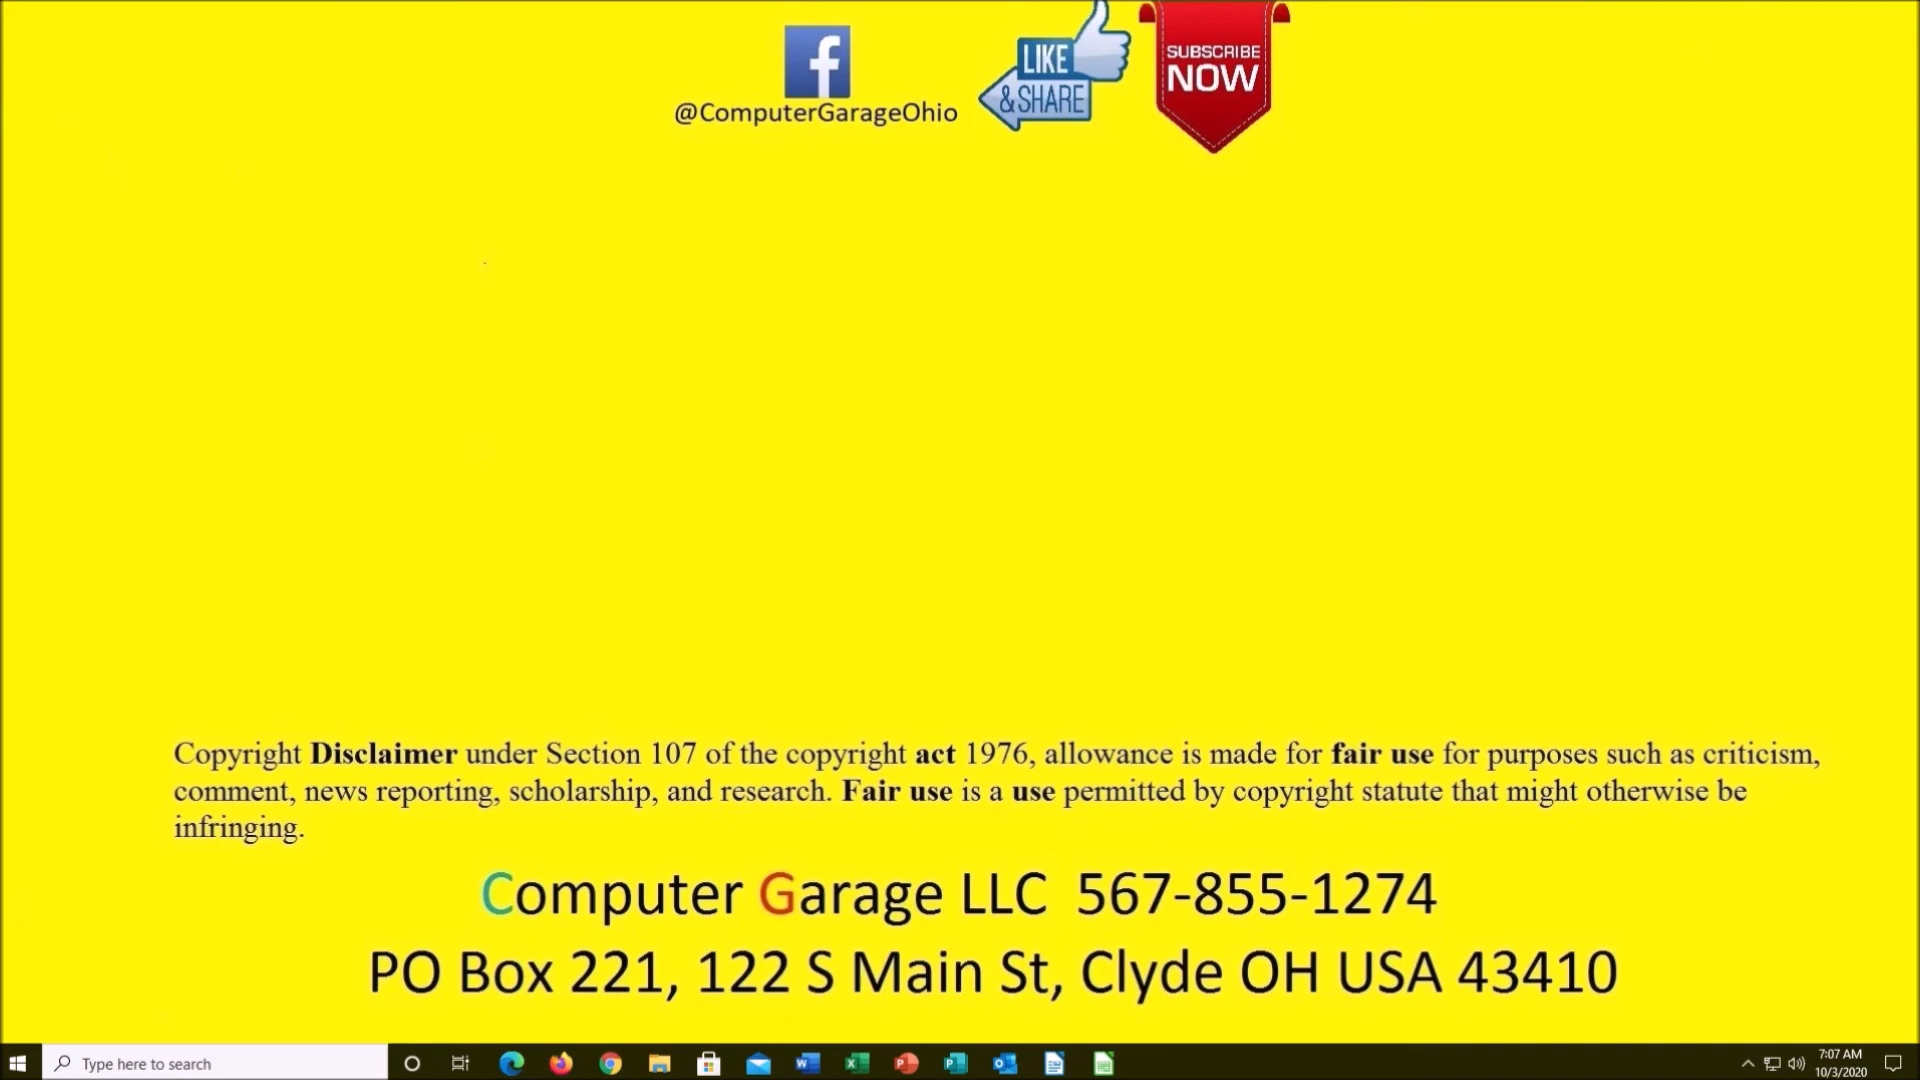 f
LIKE
& SHARE
SUBSCRIBE
NOW
@ComputerGarageOhio
Copyright Disclaimer under Section 107 of the copyright act 1976, allowance is made for fair use for purposes such as criticism,
comment, news reporting, scholarship, and research. Fair use is a use permitted by copyright statute that might otherwise be
infringing.
Computer Garage LLC 567-855-1274
PO Box 221, 122 S Main St, Clyde OH USA 43410
Type here to search
7:07 AM
10/3/2020